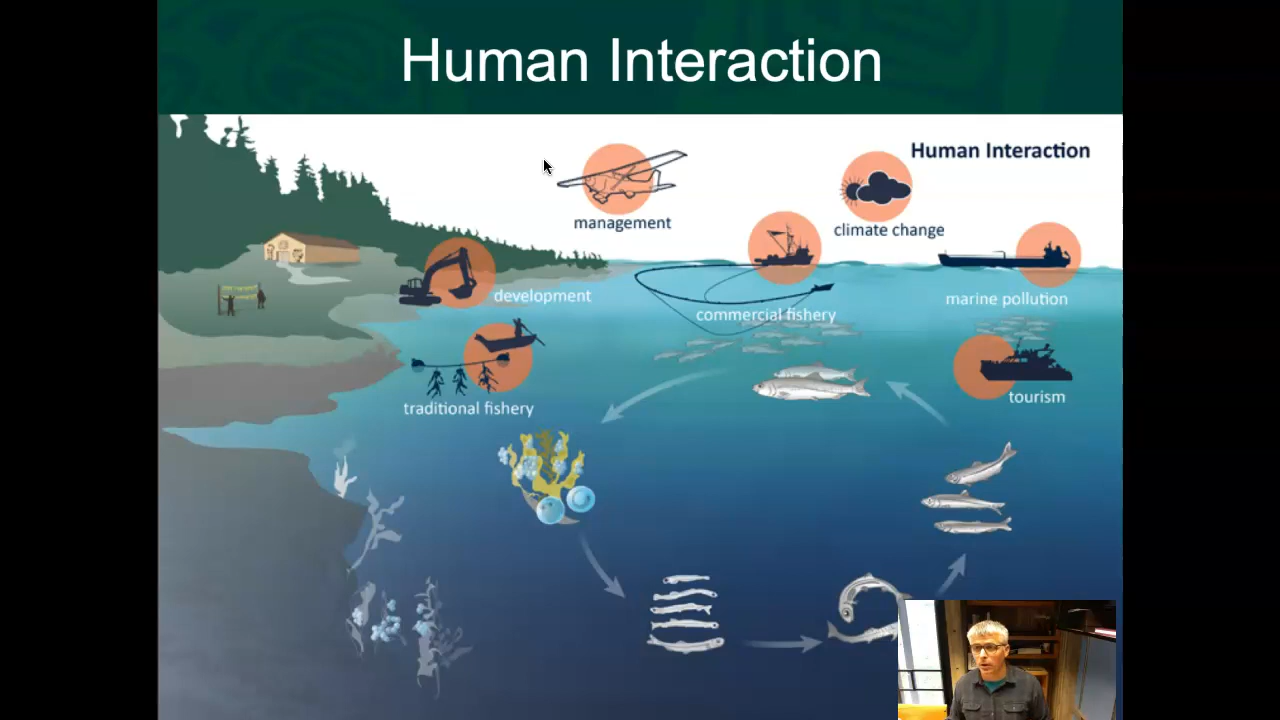 Human Interaction
Human Interaction
management
climate change
development
commercial fishery
marine pollution
traditional fishery
tourism